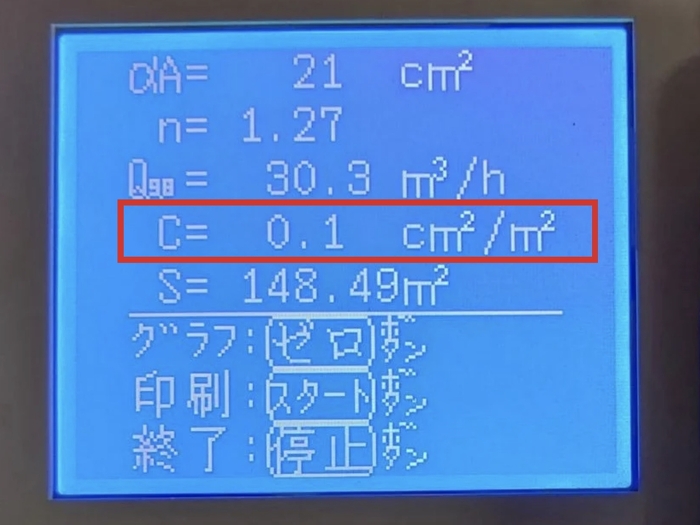 αA= 21 cm²
n= 1.27
Q₉.₈= 30.3 m³/h
C= 0.1 cm²/m²
S= 148.49m²
グラフ:(ゼロ)ボタン
印刷:(スタート)ボタン
終了:(停止)ボタン